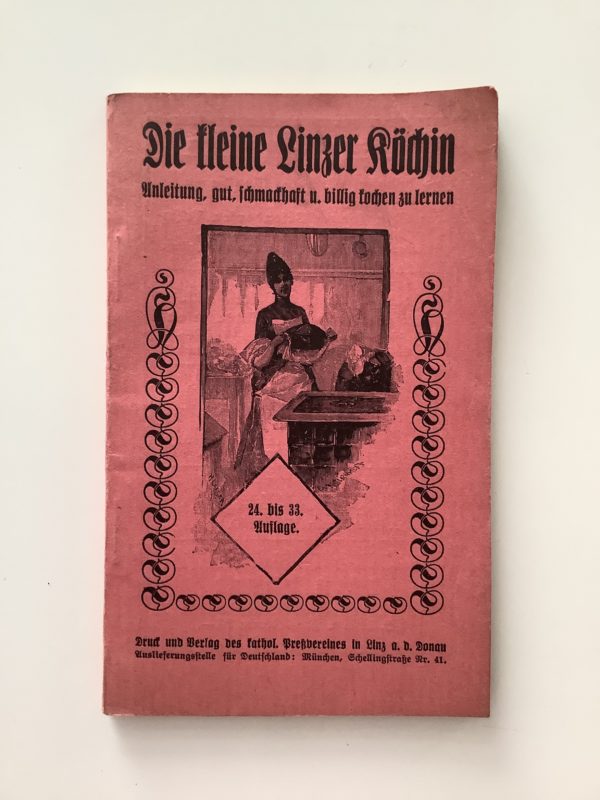 Die kleine Linzer Köchin
Anleitung, gut, schmackhaft u. billig kochen zu lernen
24. bis 33.
Auflage.
Druck und Verlag des kathol. Preßvereines in Linz a. d. Donau
Auslieferungsstelle für Deutschland: München, Schellingstraße Nr. 41.